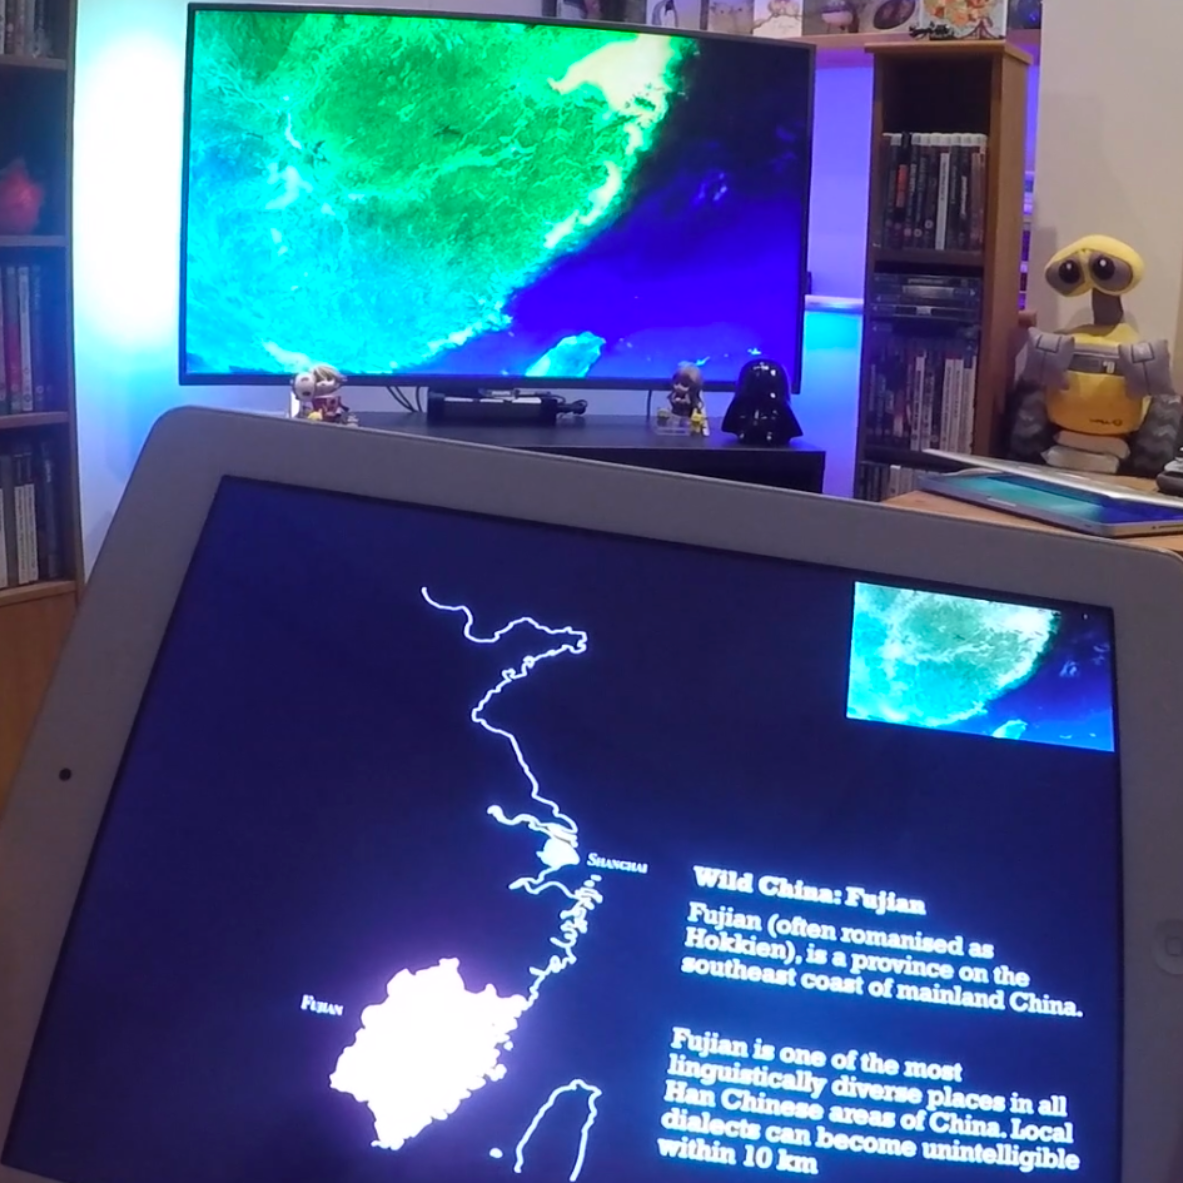 Shanghai
Wild China: Fujian
Fujian (often romanised as
Hokkien), is a province on the
southeast coast of mainland China.
Fujian
Fujian is one of the most
linguistically diverse places in all
Han Chinese areas of China. Local
dialects can become unintelligible
within 10 km